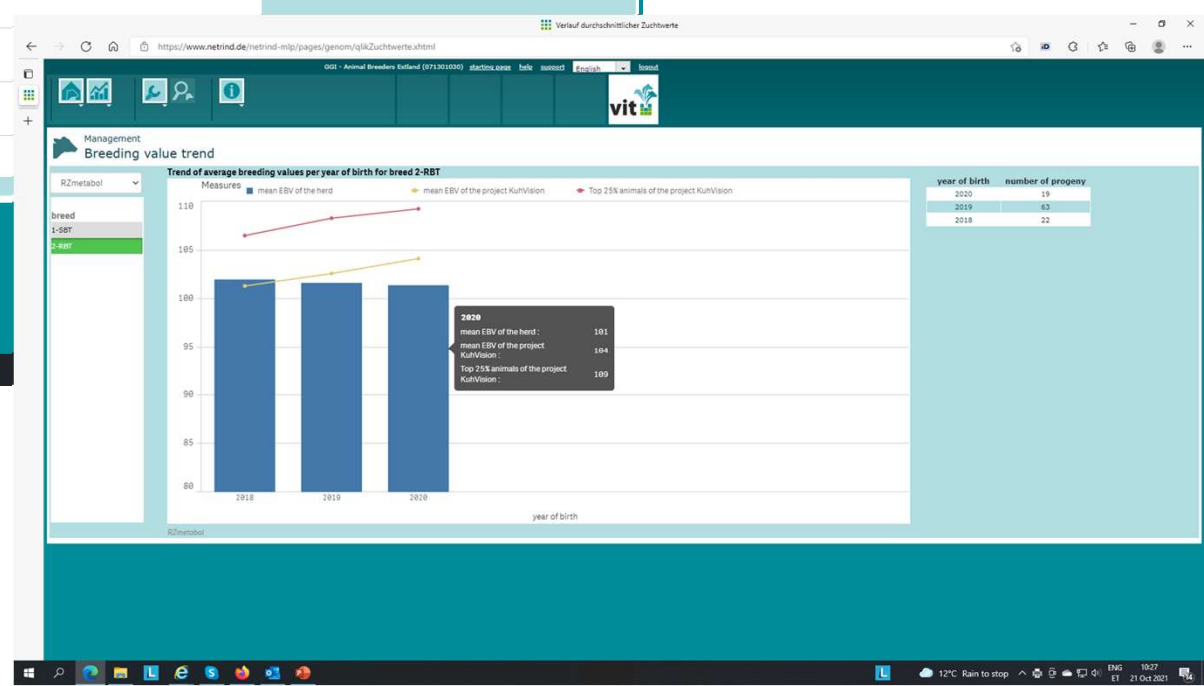 Verlauf durchschnittlicher Zuchtwerte
https://www.netrind.de/netrind-mlp/pages/genom/qlikZuchtwerte.xhtml
GGI - Animal Breeders Estland (071301030) starting page help support English logout
vit
Management
Breeding value trend
RZmetabol
Trend of average breeding values per year of birth for breed 2-RBT
Measures mean EBV of the herd mean EBV of the project KuhVision Top 25% animals of the project KuhVision
year of birth number of progeny
2020 19
2019 63
2018 22
breed
1-SBT
2-RBT
110
105
100
95
90
85
80
2020
mean EBV of the herd : 101
mean EBV of the project KuhVision : 104
Top 25% animals of the project KuhVision : 109
2018 2019 2020
year of birth
RZmetabol
12°C Rain to stop
ENG
ET
10:27
21 Oct 2021